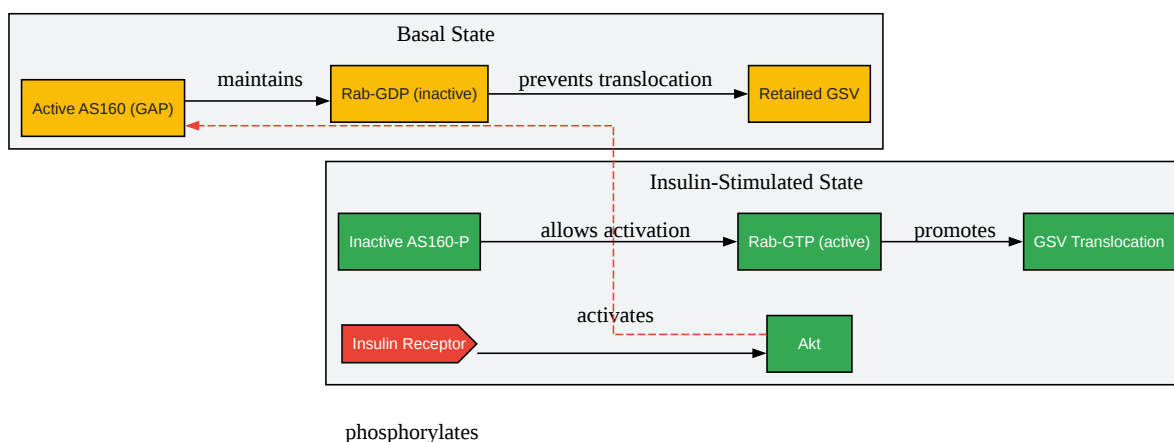 Basal State
maintains
prevents translocation
Active AS160 (GAP)
Rab-GDP (inactive)
Retained GSV
Insulin-Stimulated State
Inactive AS160-P
allows activation
Rab-GTP (active)
promotes
GSV Translocation
activates
Insulin Receptor
Akt
phosphorylates